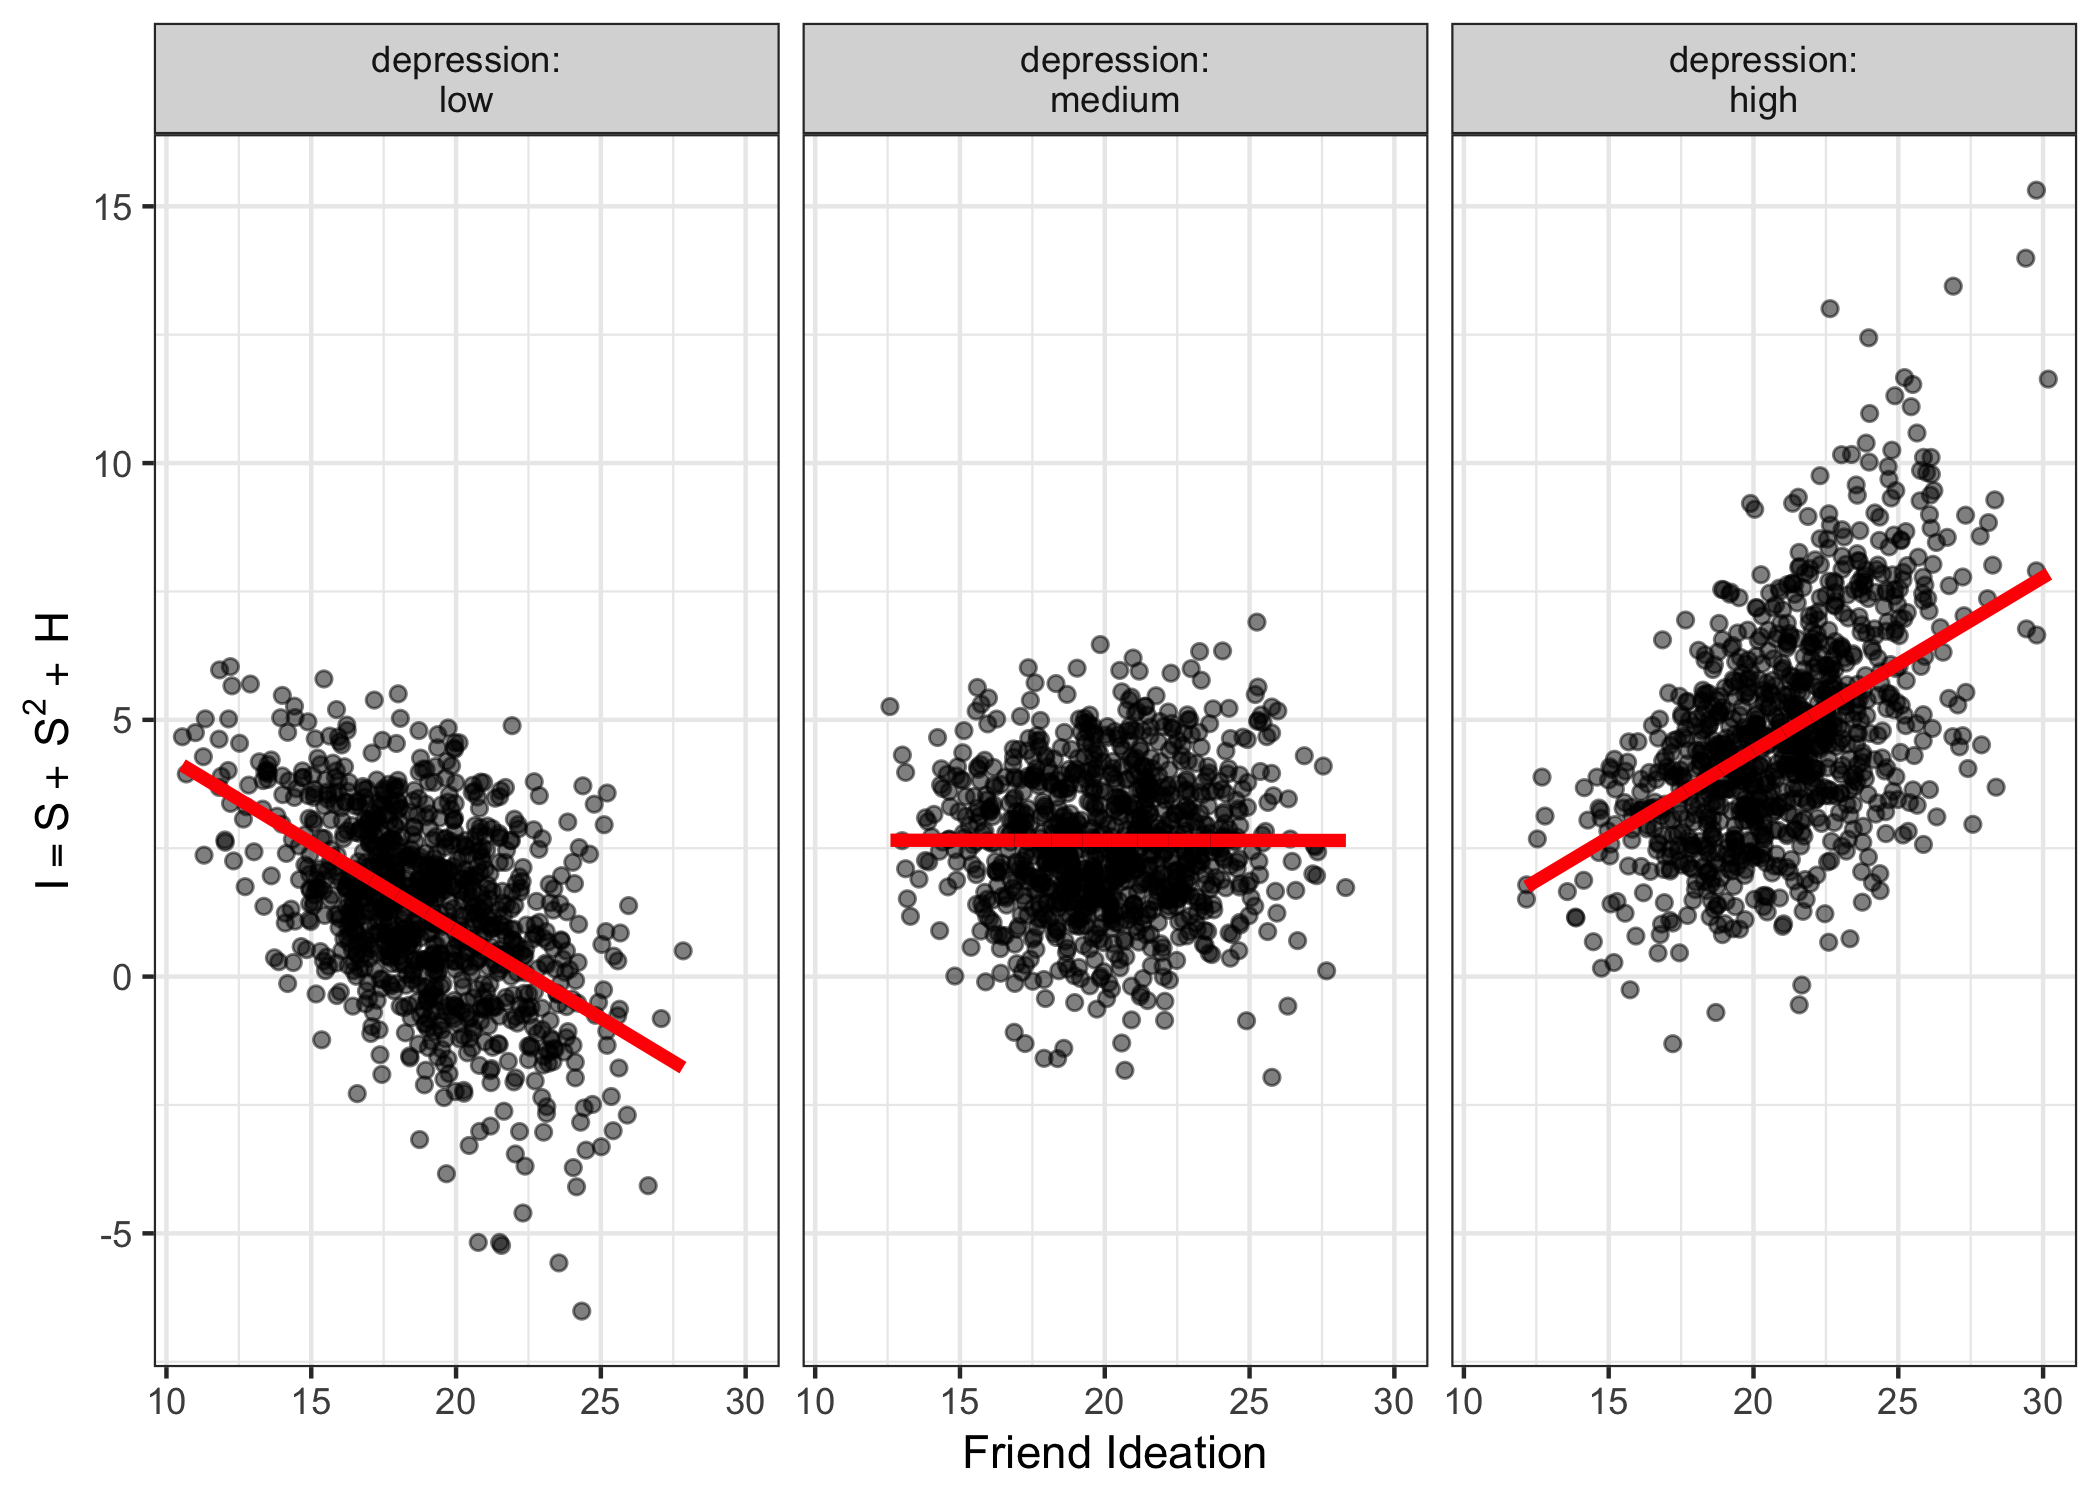 depression:
low
depression:
medium
depression:
high
I = S + S² + H
15
10
5
0
-5
10 15 20 25 30
10 15 20 25 30
10 15 20 25 30
Friend Ideation